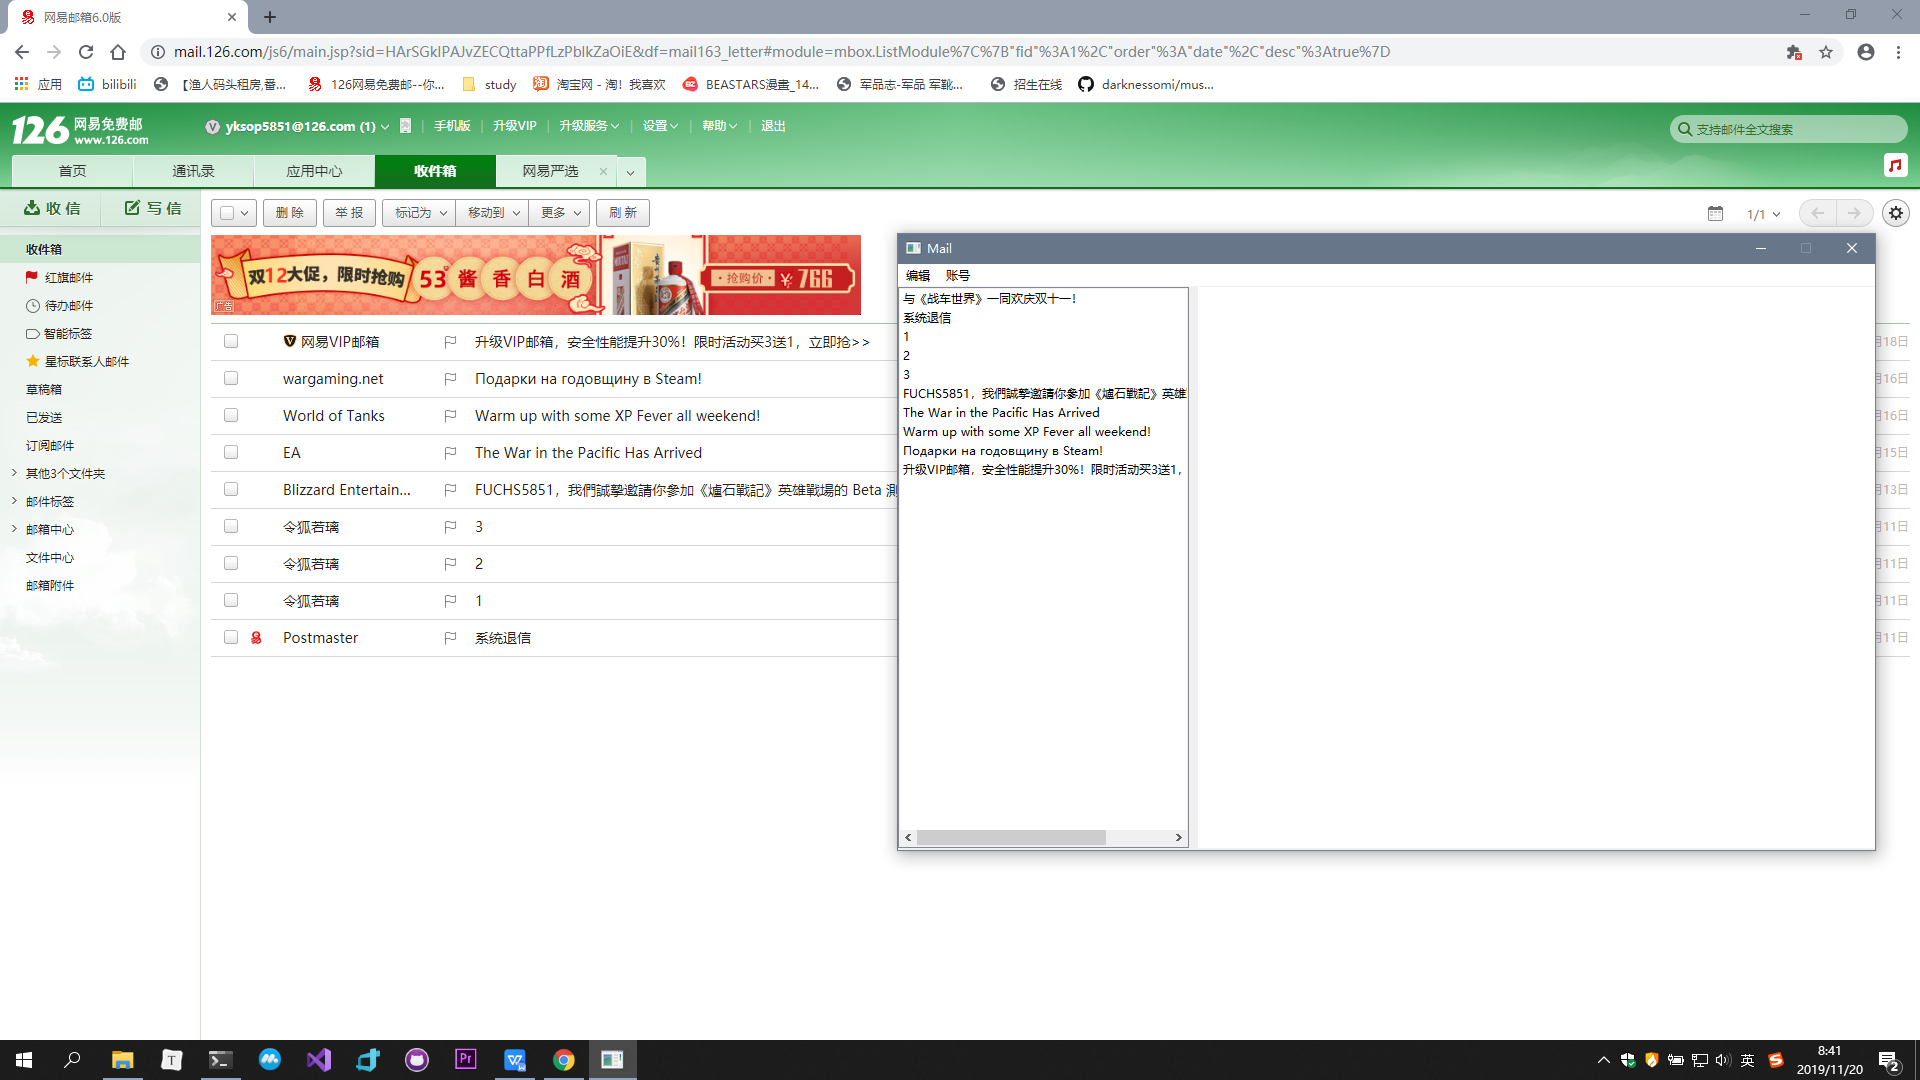 网易邮箱6.0版
mail.126.com/js6/main.jsp?sid=HArSGklPAJvZECQttaPPfLzPblkZaOiE&df=mail163_letter#module=mbox.ListModule%7C%7B"fid"%3A1%2C"order"%3A"date"%2C"desc"%3Atrue%7D
应用 bilibili 【渔人码头租房,番... 126网易免费邮--你... study 淘宝网 - 淘！我喜欢 BEASTARS漫畫_14... 军品志-军品 军靴... 招生在线 darknessomi/mus...
126 网易免费邮
www.126.com
yksop5851@126.com (1) 手机版 升级VIP 升级服务 设置 帮助 退出
支持邮件全文搜索
首页 通讯录 应用中心 收件箱 网易严选
收 信 写 信
删 除 举 报 标记为 移动到 更多 刷 新 1/1
收件箱
红旗邮件
待办邮件
智能标签
星标联系人邮件
草稿箱
已发送
订阅邮件
其他3个文件夹
邮件标签
邮箱中心
文件中心
邮箱附件
双12大促，限时抢购 53° 酱香白酒 ·抢购价· ¥766
广告
网易VIP邮箱 升级VIP邮箱，安全性能提升30%！限时活动买3送1，立即抢>> 月18日
wargaming.net Подарки на годовщину в Steam! 月16日
World of Tanks Warm up with some XP Fever all weekend! 月16日
EA The War in the Pacific Has Arrived 月15日
Blizzard Entertain... FUCHS5851，我們誠摯邀請你參加《爐石戰記》英雄戰場的 Beta 測 月13日
令狐若璃 3 月11日
令狐若璃 2 月11日
令狐若璃 1 月11日
Postmaster 系统退信 月11日
Mail
编辑 账号
与《战车世界》一同欢庆双十一！
系统退信
1
2
3
FUCHS5851，我們誠摯邀請你參加《爐石戰記》英雄
The War in the Pacific Has Arrived
Warm up with some XP Fever all weekend!
Подарки на годовщину в Steam!
升级VIP邮箱，安全性能提升30%！限时活动买3送1，
英
8:41
2019/11/20
2